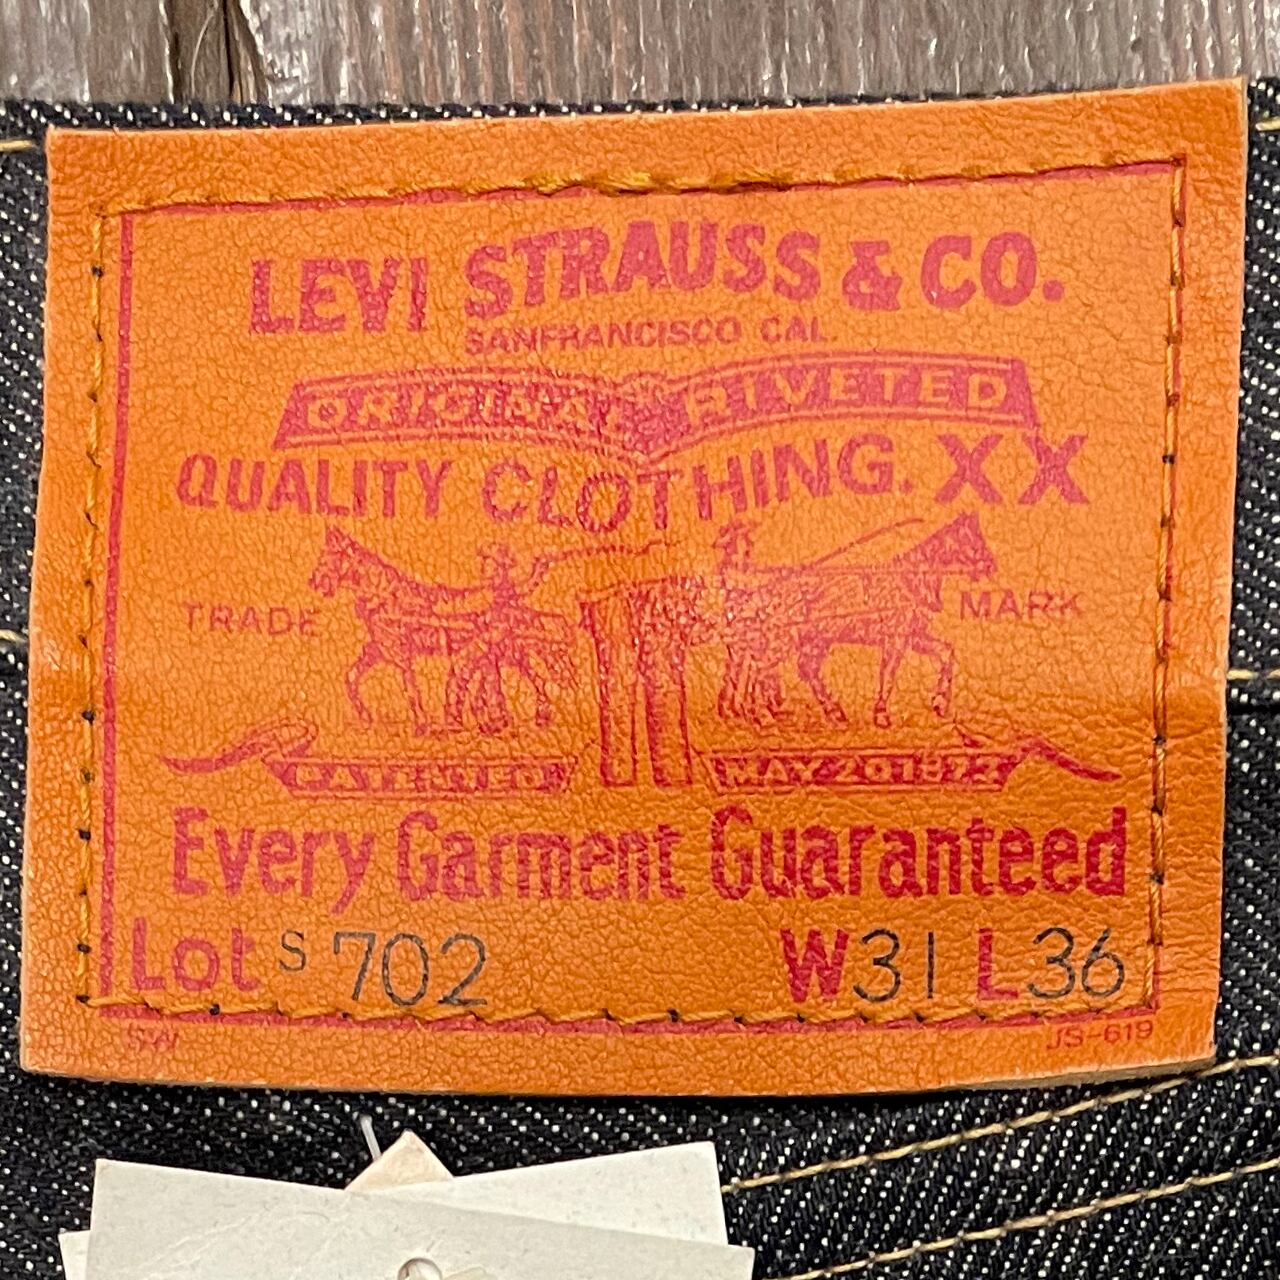 LEVI STRAUSS & CO.
SANFRANCISCO CAL.
ORIGINAL RIVETED
QUALITY CLOTHING. XX
TRADE MARK
PATENTED MAY 20 1873
Every Garment Guaranteed
Lot S 702 W31 L36
SW JS-619